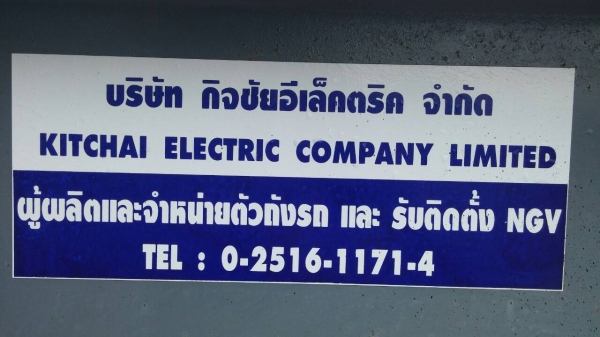 บริษัท กิจชัยอีเล็คตริค จำกัด
KITCHAI ELECTRIC COMPANY LIMITED
ผู้ผลิตและจำหน่ายตัวถังรถ และ รับติดตั้ง NGV
TEL : 0-2516-1171-4